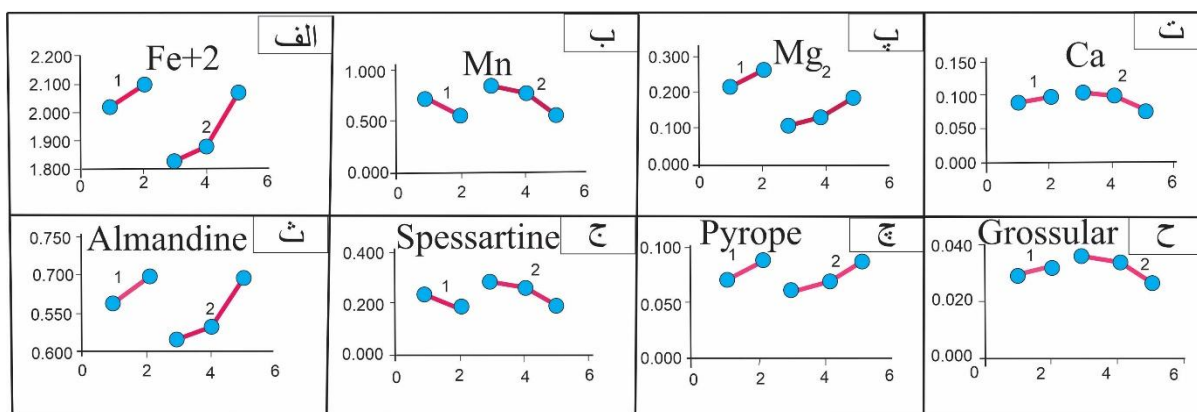 الف
Fe+2
2.200
2.100
2.000
1.900
1.800
1
2
0 2 4 6
ب
Mn
1.000
0.500
0.000
1
2
0 2 4 6
پ
Mg
0.300
0.200
0.100
0.000
1
2
0 2 4 6
ت
Ca
0.150
0.100
0.050
0.000
1
2
0 2 4 6
ث
Almandine
0.750
0.700
0.550
0.600
1
2
0 2 4 6
ج
Spessartine
0.400
0.200
0.000
1
2
0 2 4 6
چ
Pyrope
0.100
0.050
0.000
1
2
0 2 4 6
ح
Grossular
0.040
0.020
0.000
1
2
0 2 4 6